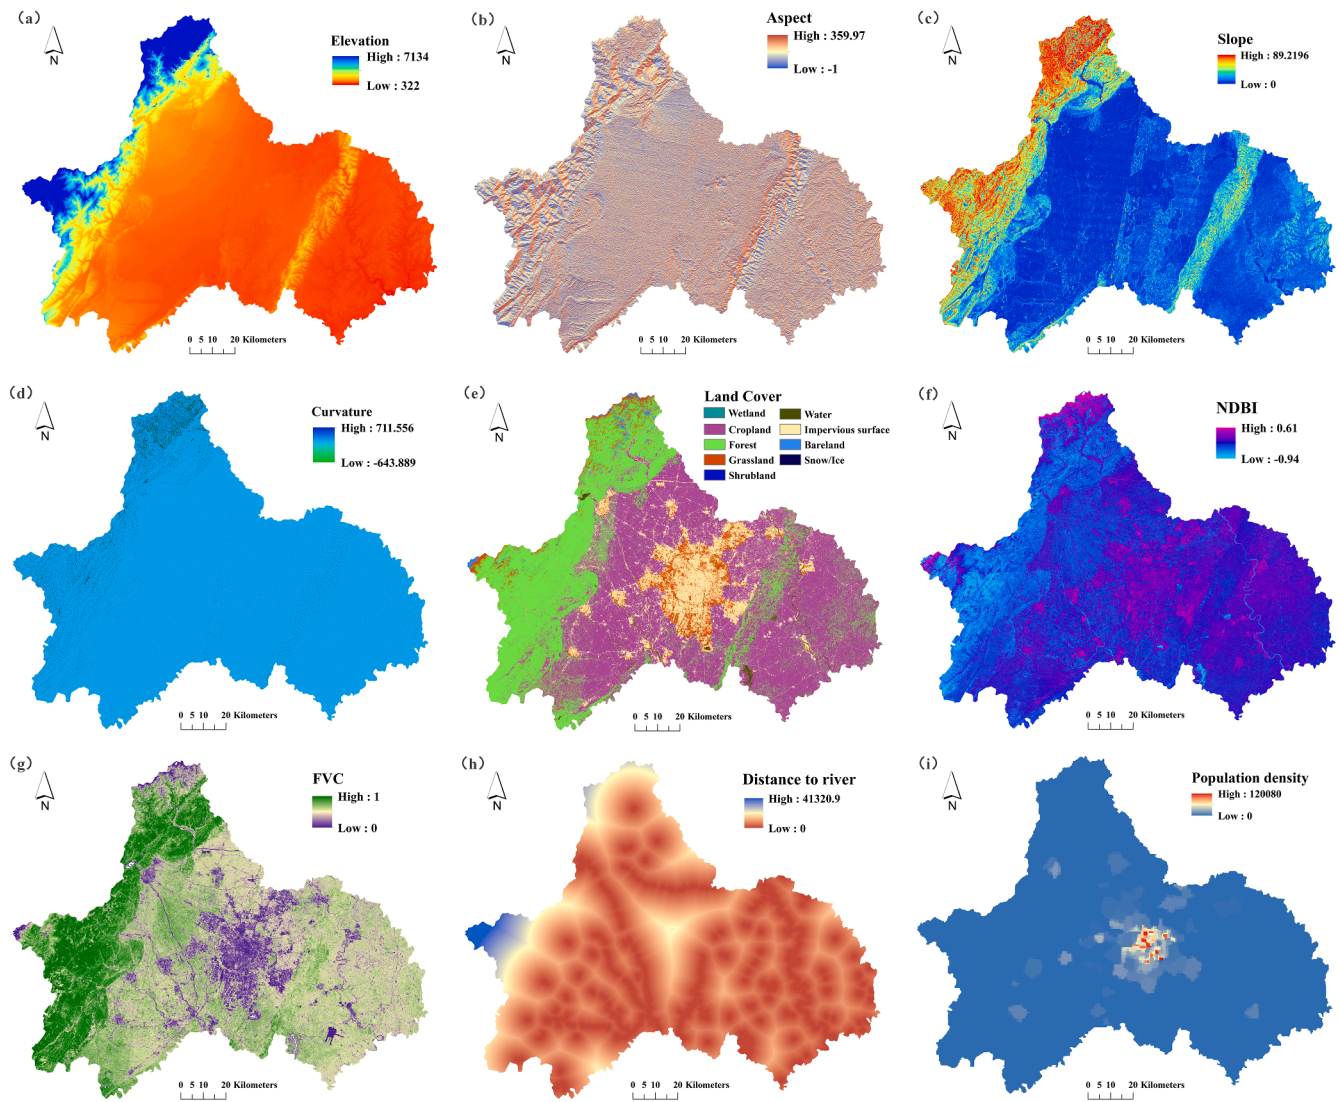 (a)
N
Elevation
High : 7134
Low : 322
0 5 10 20 Kilometers
(b)
N
Aspect
High : 359.97
Low : -1
0 5 10 20 Kilometers
(c)
N
Slope
High : 89.2196
Low : 0
0 5 10 20 Kilometers
(d)
N
Curvature
High : 711.556
Low : -643.889
0 5 10 20 Kilometers
(e)
N
Land Cover
Wetland Water
Cropland Impervious surface
Forest Bareland
Grassland Snow/Ice
Shrubland
0 5 10 20 Kilometers
(f)
N
NDBI
High : 0.61
Low : -0.94
0 5 10 20 Kilometers
(g)
N
FVC
High : 1
Low : 0
0 5 10 20 Kilometers
(h)
N
Distance to river
High : 41320.9
Low : 0
0 5 10 20 Kilometers
(i)
N
Population density
High : 120080
Low : 0
0 5 10 20 Kilometers